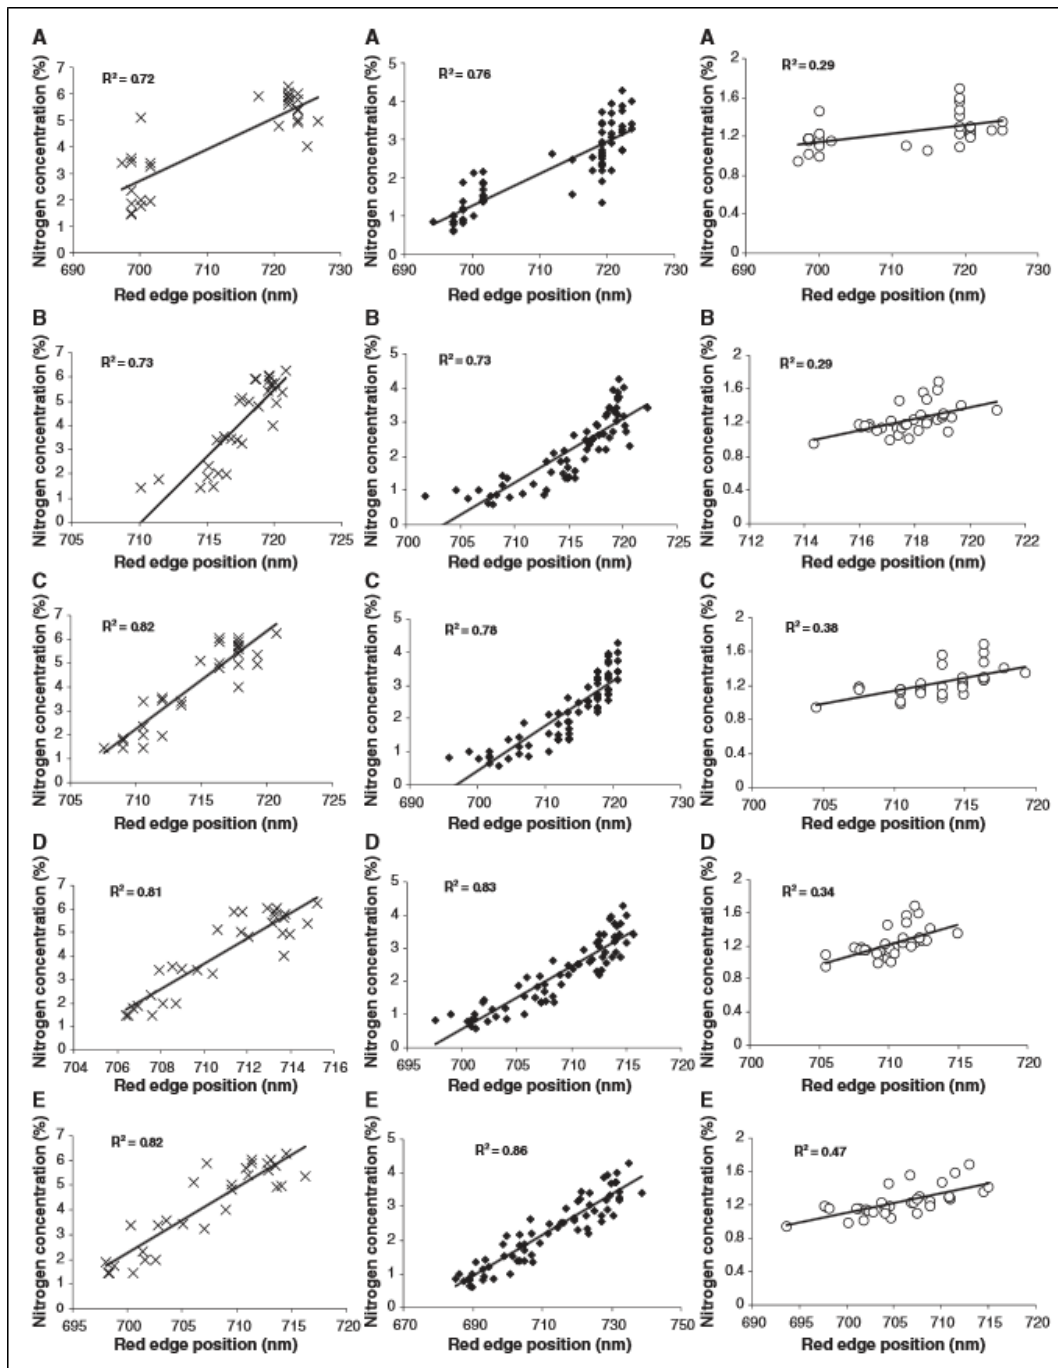 A A A
R² = 0.72 R² = 0.76 R² = 0.29
Nitrogen concentration (%) Nitrogen concentration (%) Nitrogen concentration (%)
7 6 5 4 3 2 1 0
5 4 3 2 1 0
2 1.6 1.2 0.8 0.4 0
690 700 710 720 730 690 700 710 720 730 690 700 710 720 730
Red edge position (nm) Red edge position (nm) Red edge position (nm)
B B B
R² = 0.73 R² = 0.73 R² = 0.29
Nitrogen concentration (%) Nitrogen concentration (%) Nitrogen concentration (%)
7 6 5 4 3 2 1 0
5 4 3 2 1 0
2 1.6 1.2 0.8 0.4 0
705 710 715 720 725 700 705 710 715 720 725 712 714 716 718 720 722
Red edge position (nm) Red edge position (nm) Red edge position (nm)
C C C
R² = 0.82 R² = 0.78 R² = 0.38
Nitrogen concentration (%) Nitrogen concentration (%) Nitrogen concentration (%)
7 6 5 4 3 2 1 0
5 4 3 2 1 0
2 1.6 1.2 0.8 0.4 0
705 710 715 720 725 690 700 710 720 730 700 705 710 715 720
Red edge position (nm) Red edge position (nm) Red edge position (nm)
D D D
R² = 0.81 R² = 0.83 R² = 0.34
Nitrogen concentration (%) Nitrogen concentration (%) Nitrogen concentration (%)
7 6 5 4 3 2 1 0
5 4 3 2 1 0
2 1.6 1.2 0.8 0.4 0
704 706 708 710 712 714 716 695 700 705 710 715 720 700 705 710 715 720
Red edge position (nm) Red edge position (nm) Red edge position (nm)
E E E
R² = 0.82 R² = 0.86 R² = 0.47
Nitrogen concentration (%) Nitrogen concentration (%) Nitrogen concentration (%)
7 6 5 4 3 2 1 0
5 4 3 2 1 0
2 1.6 1.2 0.8 0.4 0
695 700 705 710 715 720 670 690 710 730 750 690 695 700 705 710 715 720
Red edge position (nm) Red edge position (nm) Red edge position (nm)